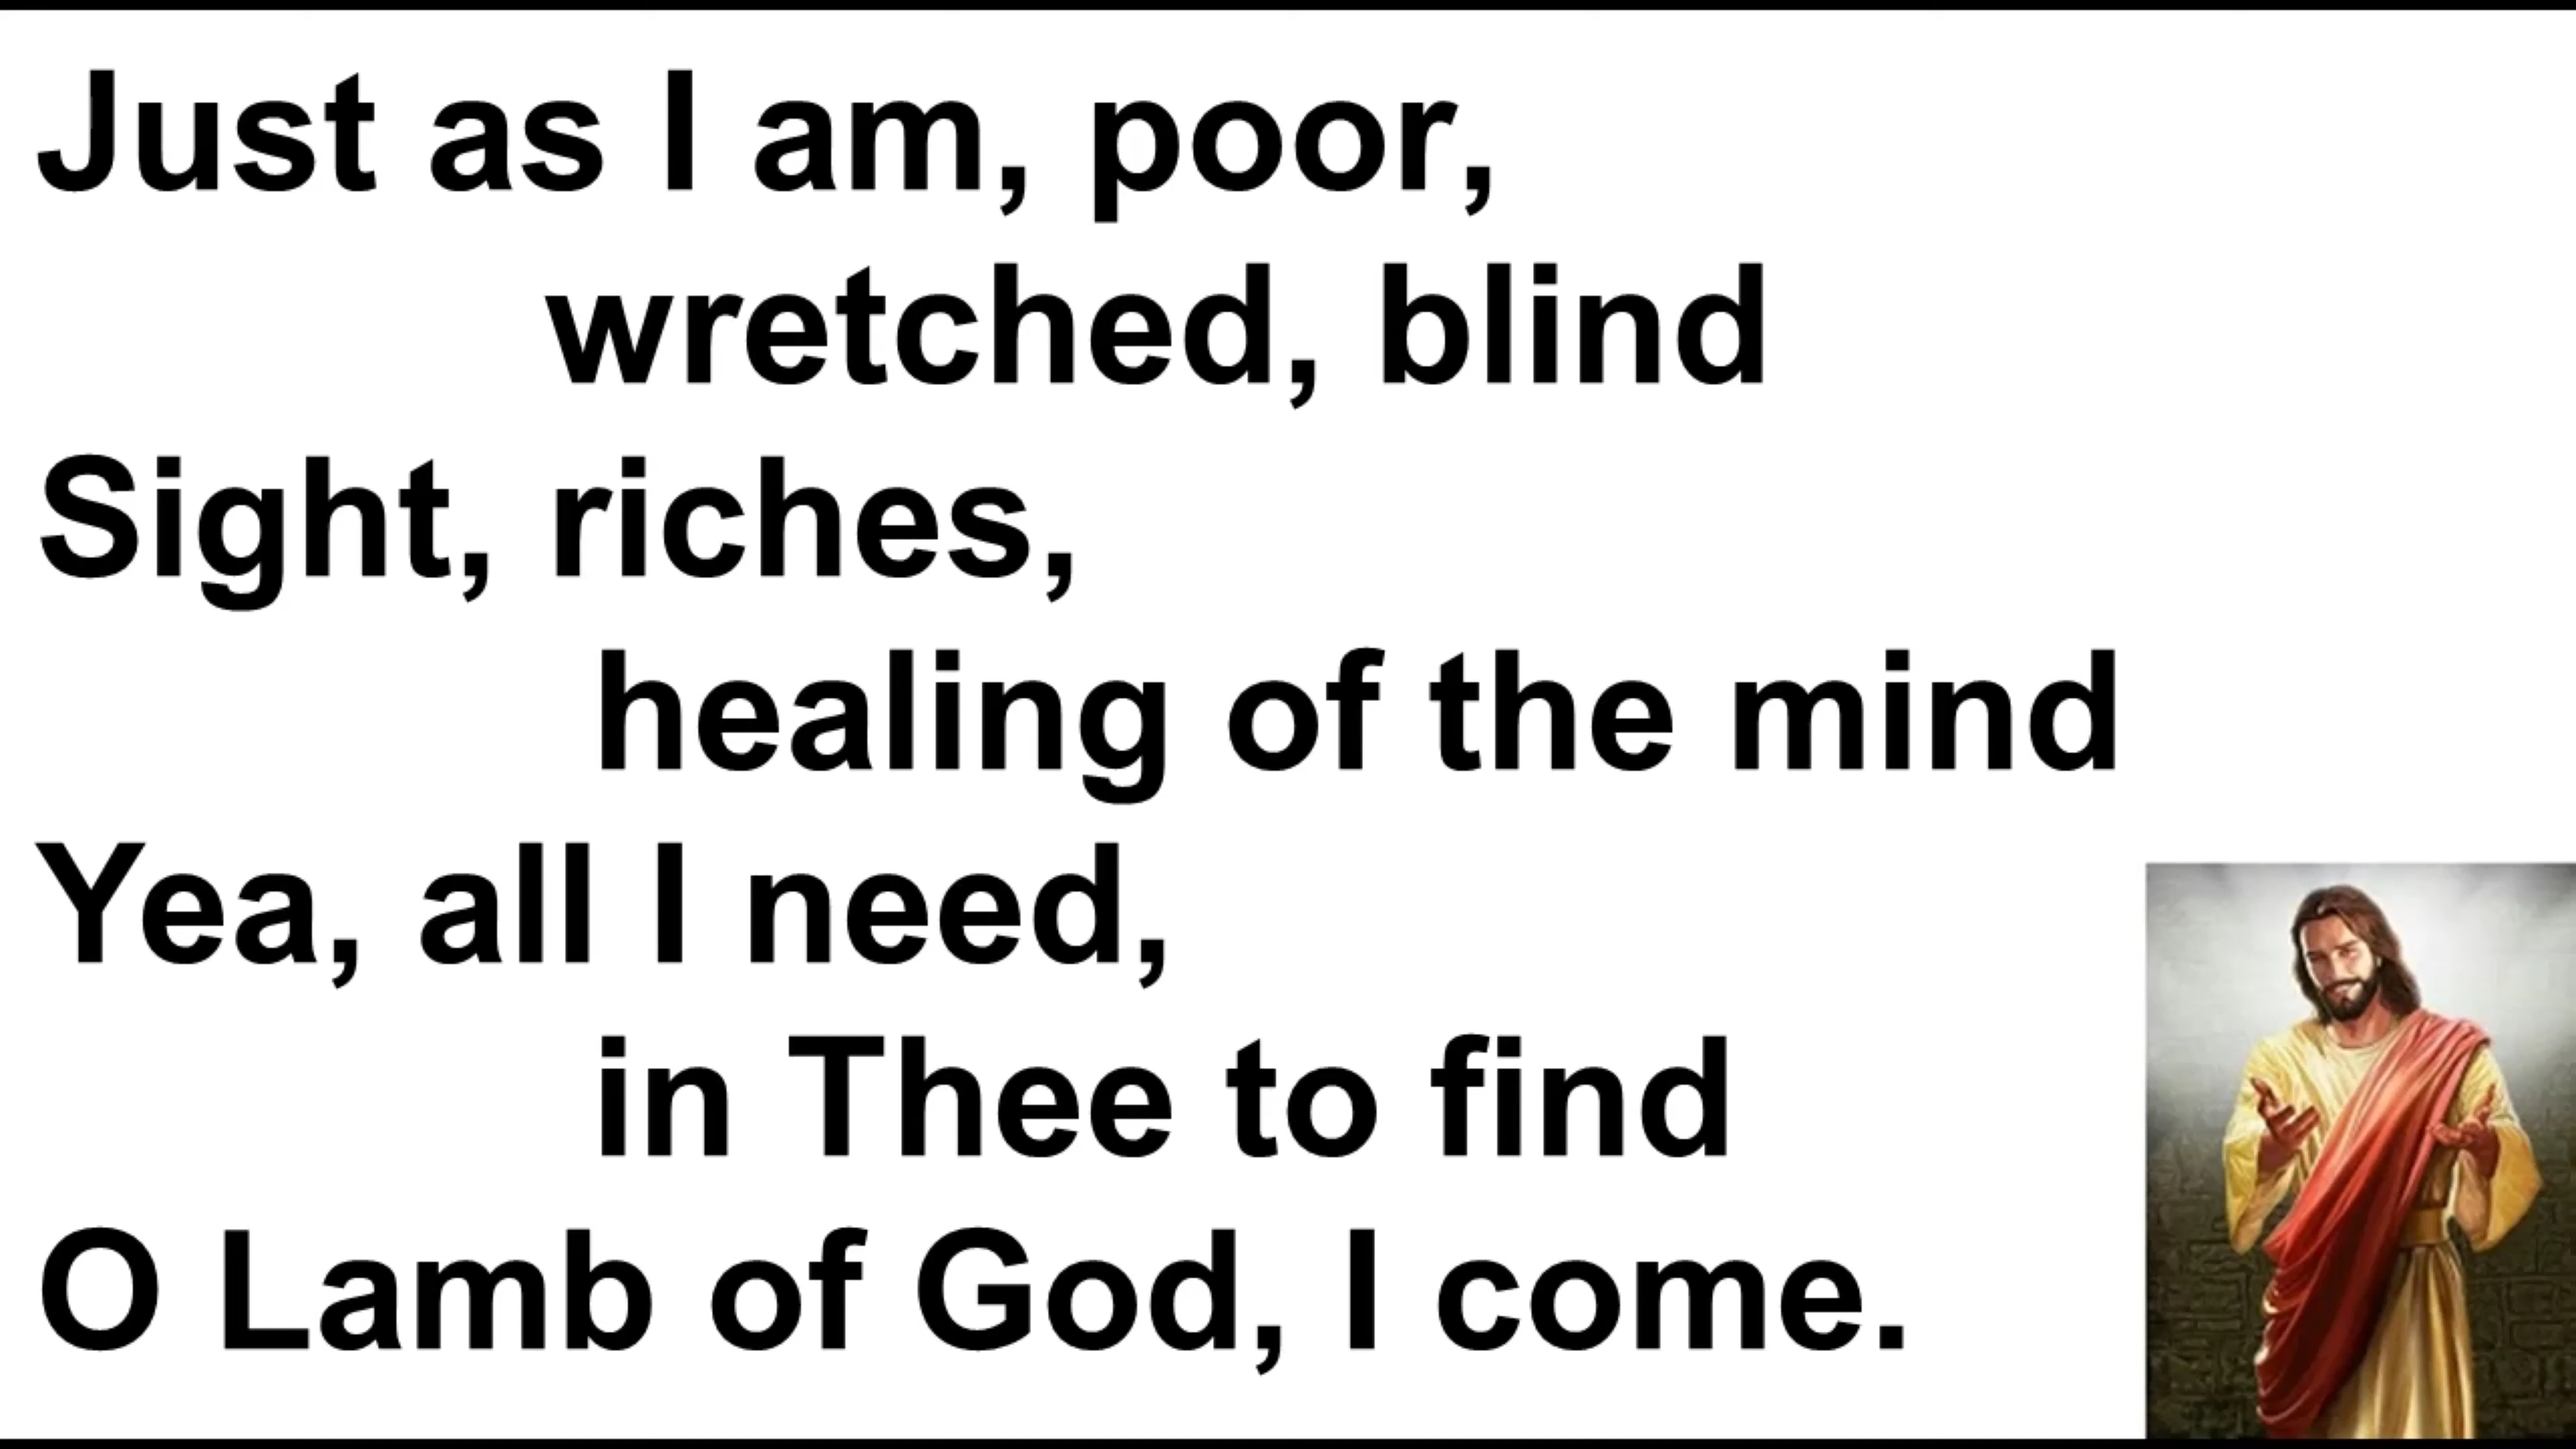 Just as I am, poor,
wretched, blind
Sight, riches,
healing of the mind
Yea, all I need,
in Thee to find
O Lamb of God, I come.